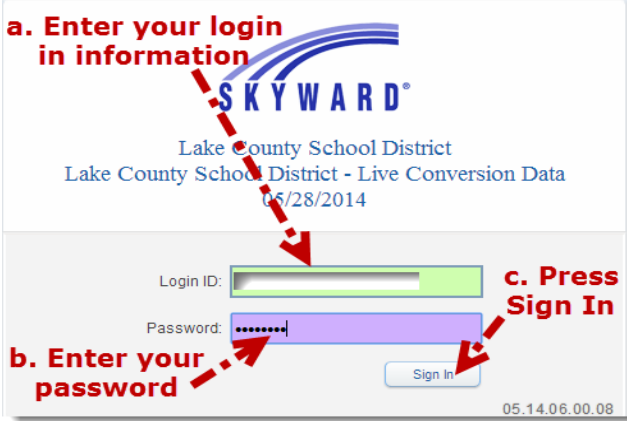 a. Enter your login
in information
SKYWARD®
Lake County School District
Lake County School District - Live Conversion Data
05/28/2014
Login ID:
c. Press
Sign In
Password: ••••••••
b. Enter your
password
Sign In
05.14.06.00.08